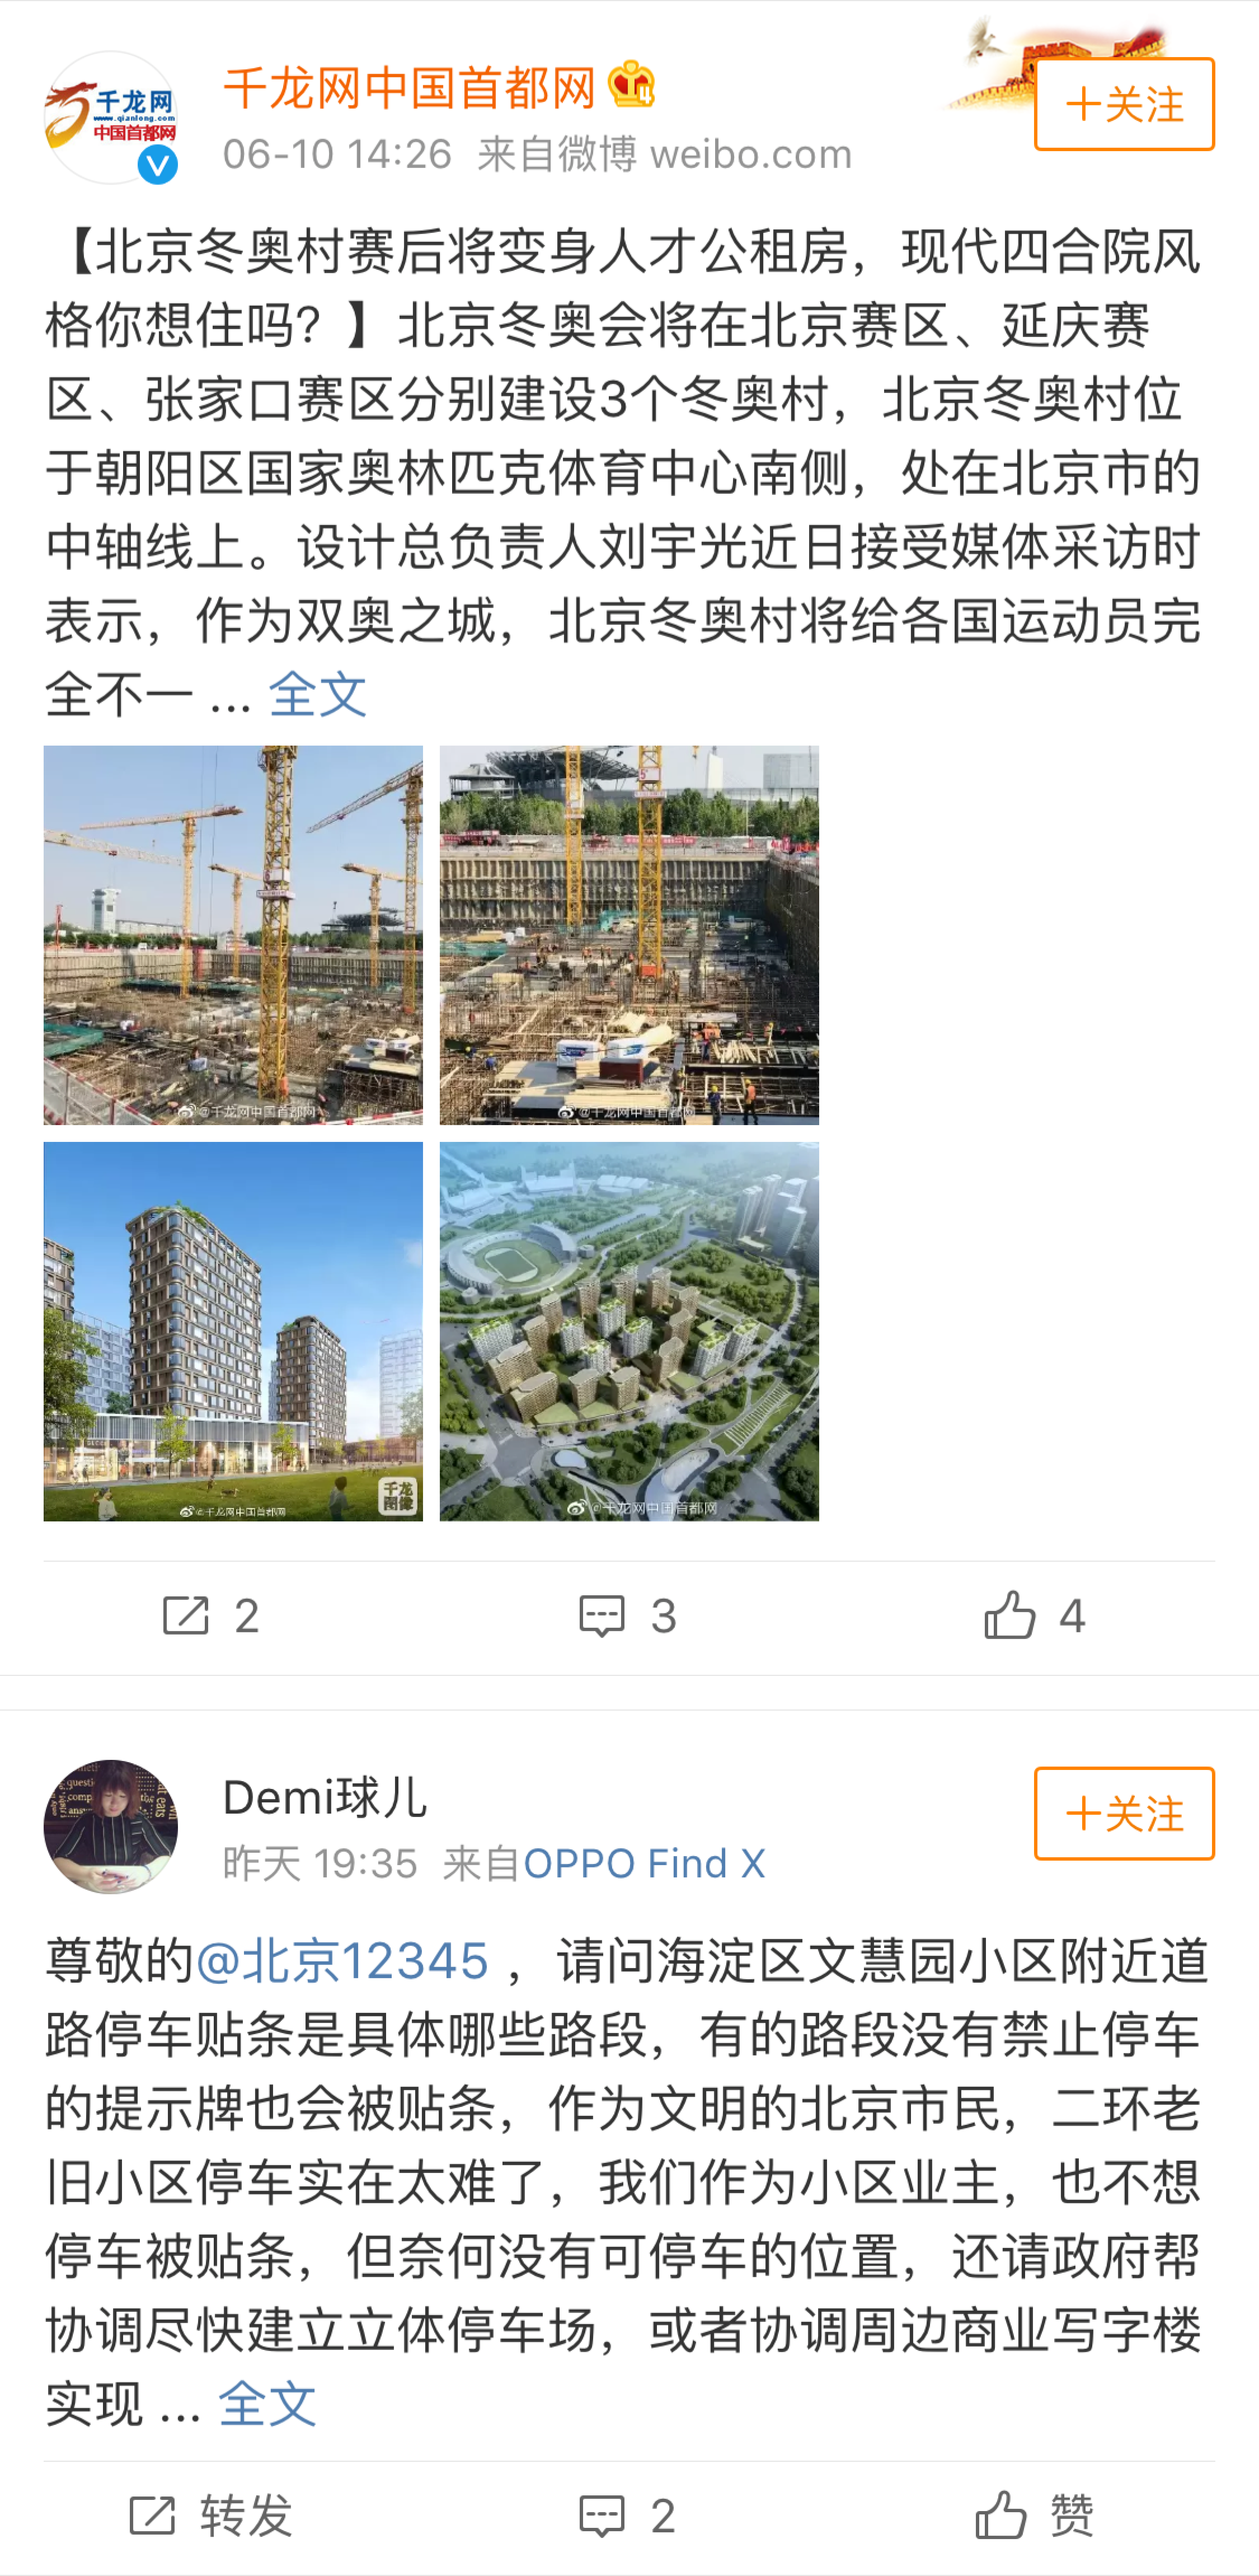 千龙网
www.qianlong.com
中国首都网
千龙网中国首都网
06-10 14:26 来自微博 weibo.com
+关注
【北京冬奥村赛后将变身人才公租房，现代四合院风
格你想住吗？】北京冬奥会将在北京赛区、延庆赛
区、张家口赛区分别建设3个冬奥村，北京冬奥村位
于朝阳区国家奥林匹克体育中心南侧，处在北京市的
中轴线上。设计总负责人刘宇光近日接受媒体采访时
表示，作为双奥之城，北京冬奥村将给各国运动员完
全不一 ... 全文
@千龙网中国首都网
@千龙网中国首都网
千龙
图像
@千龙网中国首都网
@千龙网中国首都网
2
3
4
Demi球儿
昨天 19:35 来自OPPO Find X
+关注
尊敬的@北京12345 ，请问海淀区文慧园小区附近道
路停车贴条是具体哪些路段，有的路段没有禁止停车
的提示牌也会被贴条，作为文明的北京市民，二环老
旧小区停车实在太难了，我们作为小区业主，也不想
停车被贴条，但奈何没有可停车的位置，还请政府帮
协调尽快建立立体停车场，或者协调周边商业写字楼
实现 ... 全文
转发
2
赞